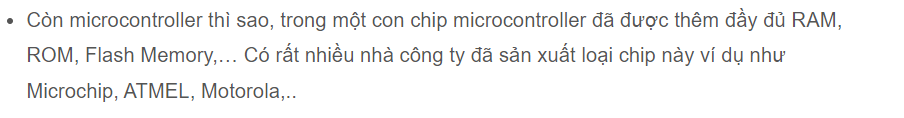 Còn microcontroller thì sao, trong một con chip microcontroller đã được thêm đầy đủ RAM,
ROM, Flash Memory,… Có rất nhiều nhà công ty đã sản xuất loại chip này ví dụ như
Microchip, ATMEL, Motorola,..